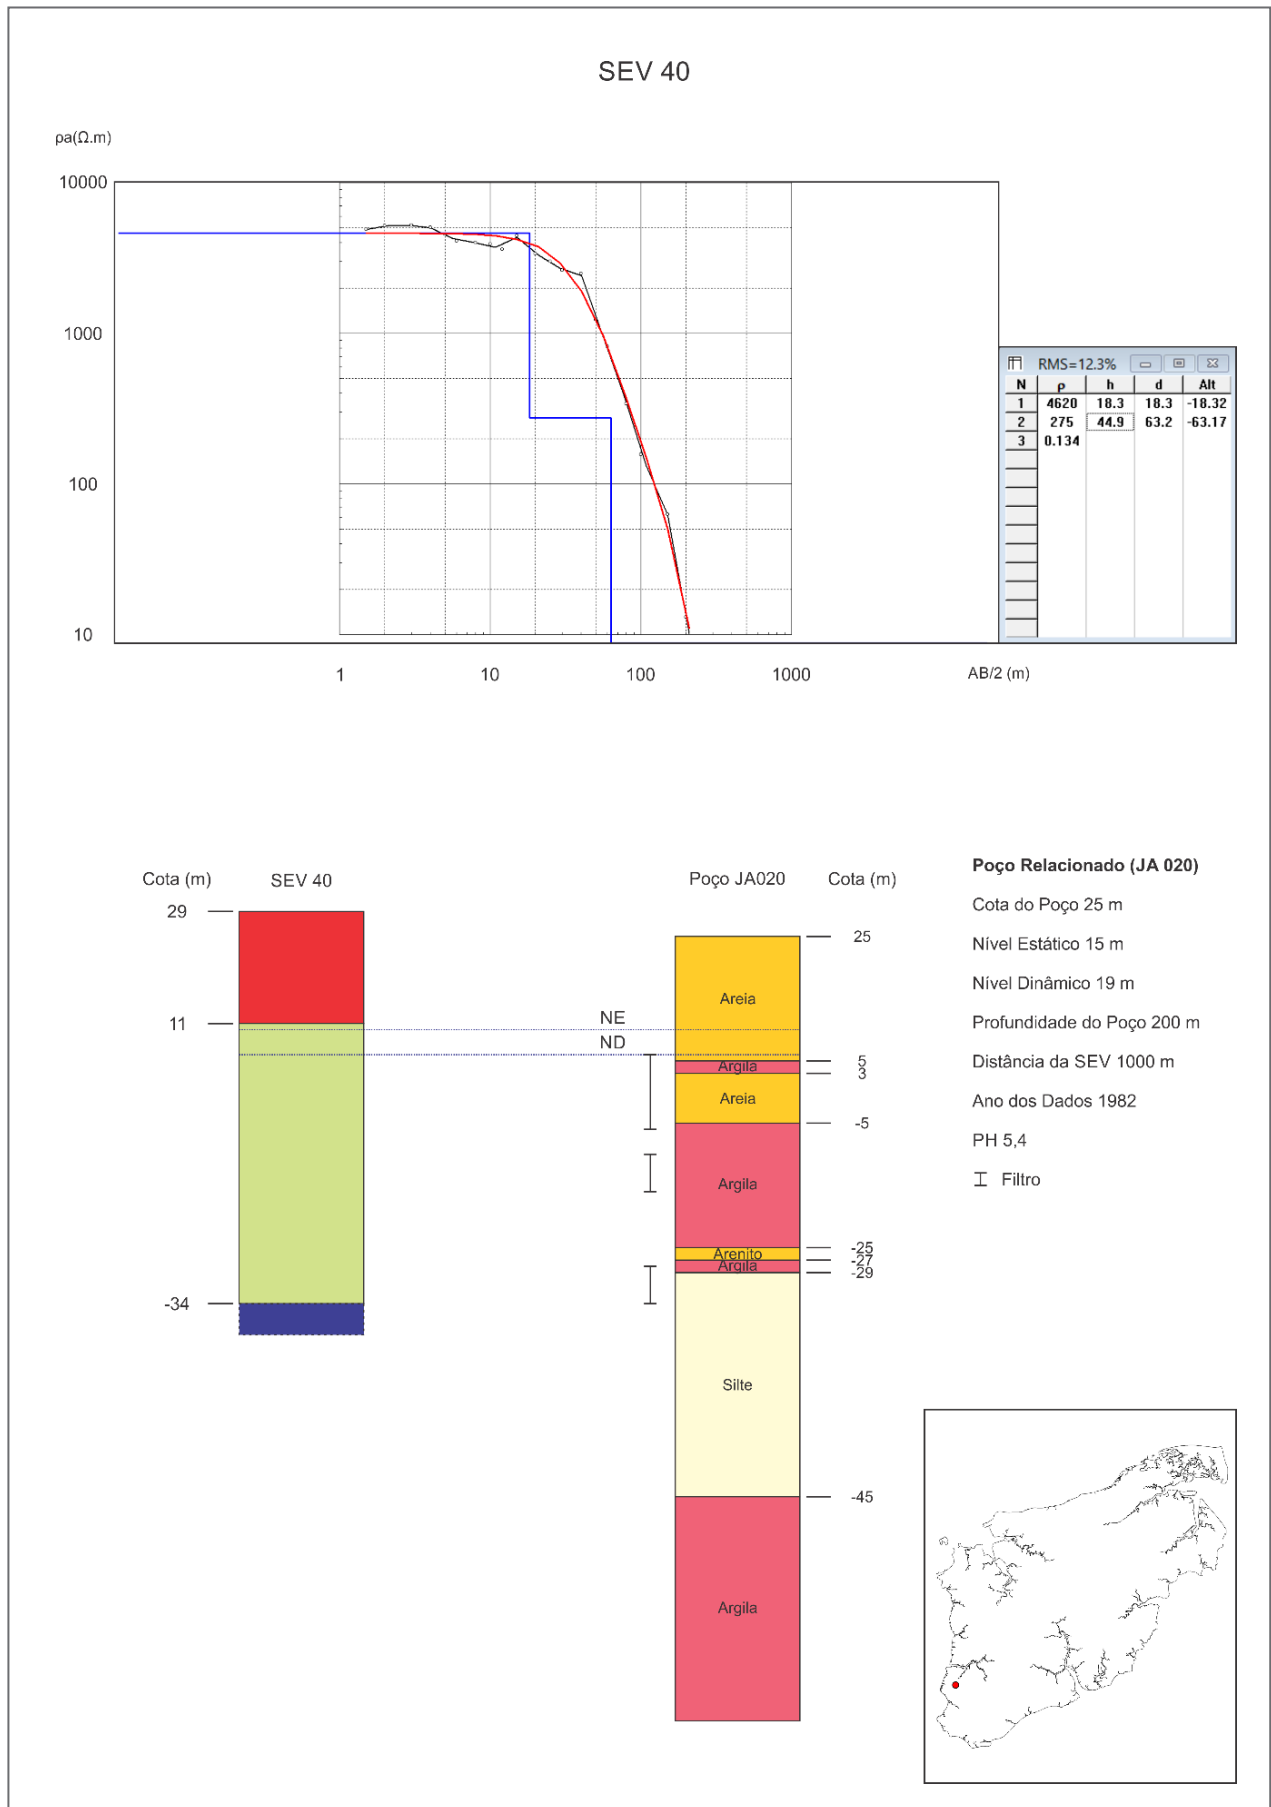 SEV 40
ρa(Ω.m)
10000
1000
100
10
1 10 100 1000 AB/2 (m)
RMS=12.3%
N ρ h d Alt
1 4620 18.3 18.3 -18.32
2 275 44.9 63.2 -63.17
3 0.134
Cota (m) SEV 40
29
11
-34
NE
ND
Poço JA020 Cota (m)
25
Areia
5
Argila
3
Areia
-5
Argila
-25
Arenito
-27
Argila
-29
Silte
-45
Argila
Poço Relacionado (JA 020)
Cota do Poço 25 m
Nível Estático 15 m
Nível Dinâmico 19 m
Profundidade do Poço 200 m
Distância da SEV 1000 m
Ano dos Dados 1982
PH 5,4
Filtro